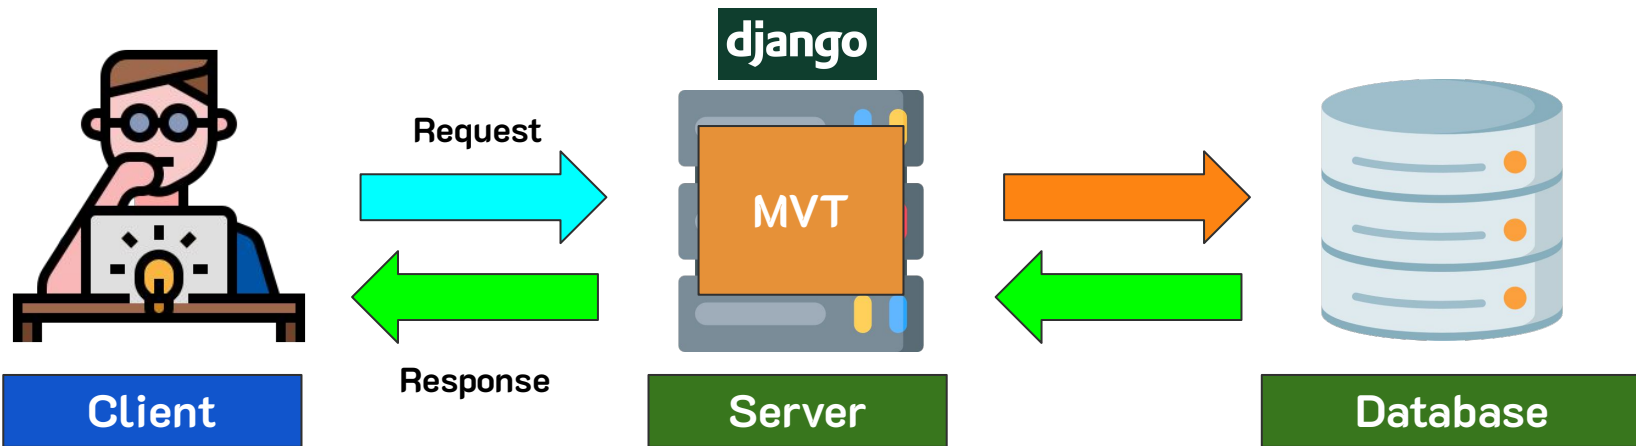 django
Request
MVT
Response
Client
Server
Database